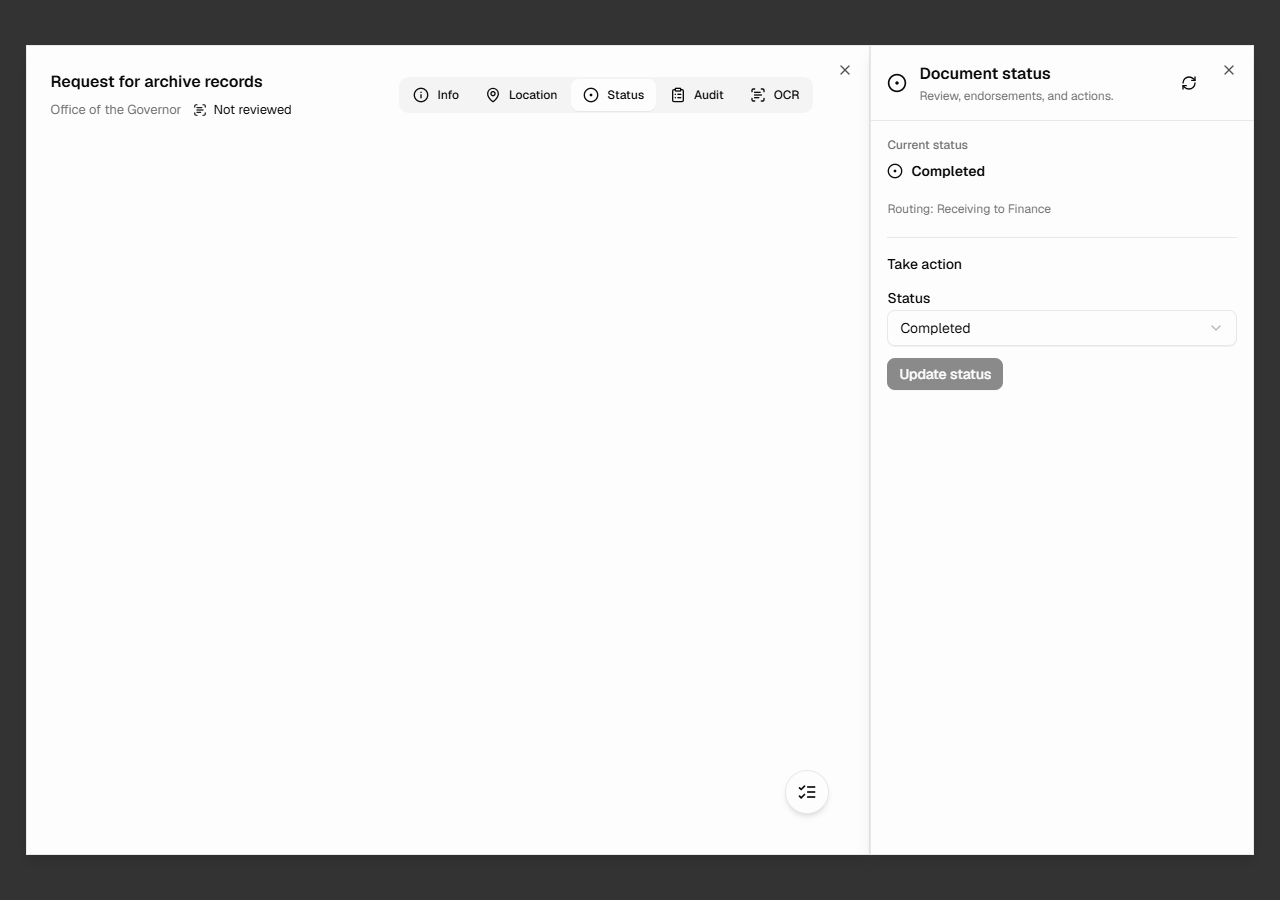 Request for archive records
Office of the Governor Not reviewed
Info Location Status Audit OCR
Document status
Review, endorsements, and actions.
Current status
Completed
Routing: Receiving to Finance
Take action
Status
Completed
Update status